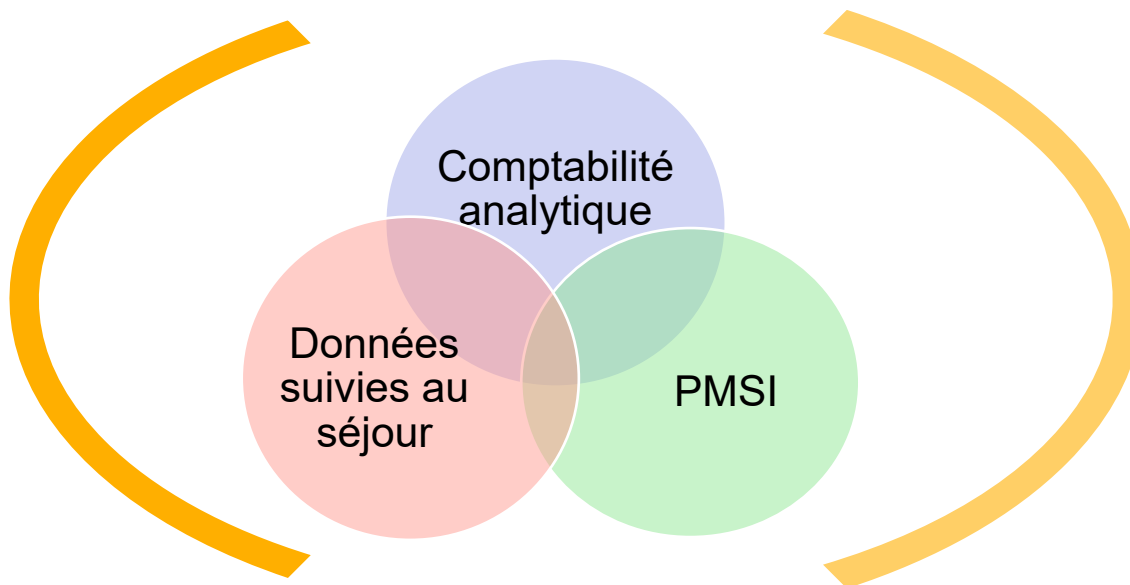 Comptabilité
analytique
Données
suivies au
séjour
PMSI